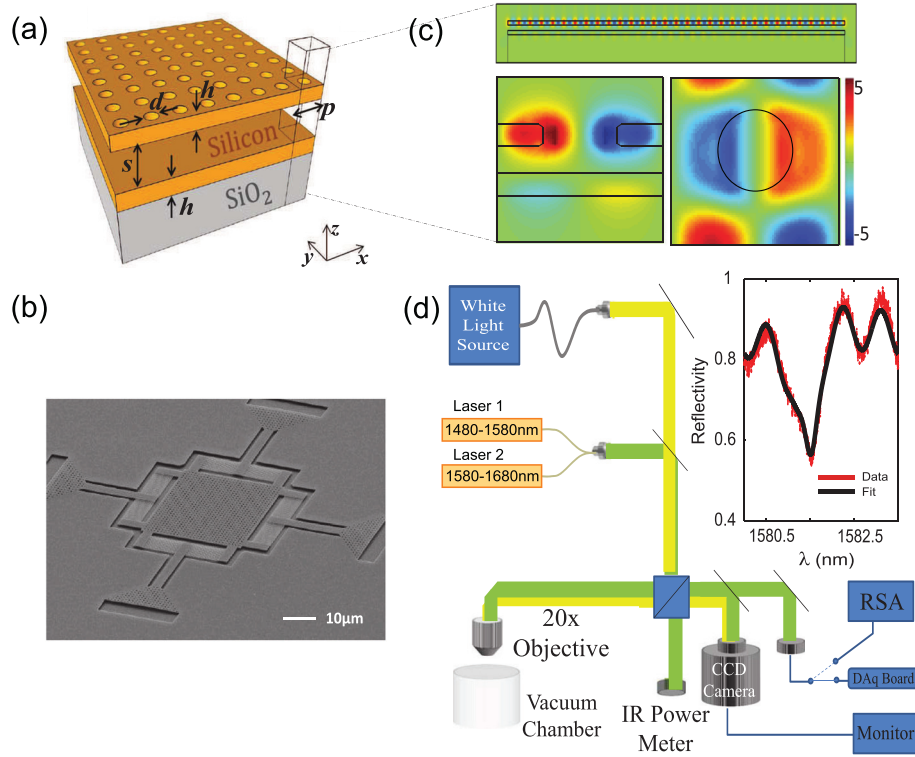 (a)
d
h
p
Silicon
s
h
SiO2
z
y
x
(c)
5
-5
(b)
10μm
(d)
White
Light
Source
Laser 1
1480-1580nm
Laser 2
1580-1680nm
1
0.8
0.6
0.4
Reflectivity
Data
Fit
1580.5
1582.5
λ (nm)
20x
Objective
Vacuum
Chamber
IR Power
Meter
CCD
Camera
RSA
DAq Board
Monitor